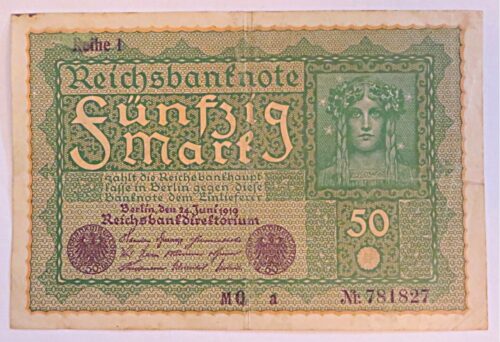 Reihe 1
Reichsbanknote
Fünfzig
Mark
zahlt die Reichsbankhaupt
kasse in Berlin gegen diese
Banknote dem Einlieferer
Berlin, den 24. Juni 1919
Reichsbankdirektorium
50
MQ a Nr. 781827